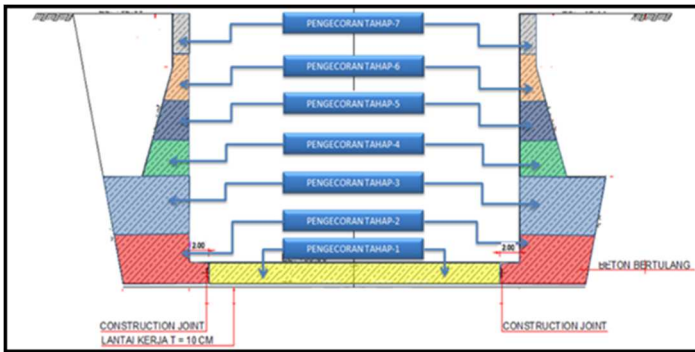 PENGECORAN TAHAP-7
PENGECORAN TAHAP-6
PENGECORAN TAHAP-5
PENGECORAN TAHAP-4
PENGECORAN TAHAP-3
PENGECORAN TAHAP-2
2.00
2.00
PENGECORAN TAHAP-1
BETON BERTULANG
CONSTRUCTION JOINT
CONSTRUCTION JOINT
LANTAI KERJA T = 10 CM